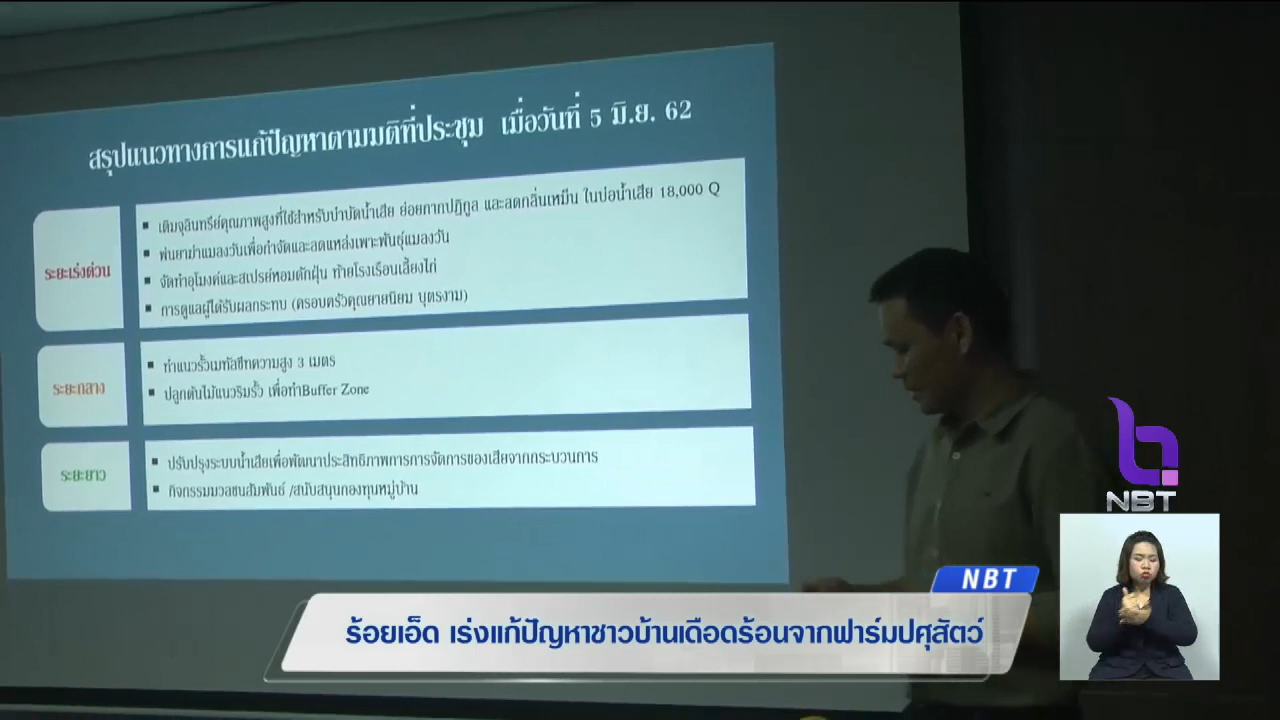 สรุปแนวทางการแก้ปัญหาตามมติที่ประชุม เมื่อวันที่ 5 มิ.ย. 62
ระยะเร่งด่วน
▪ เติมจุลินทรีย์คุณภาพสูงที่ใช้สำหรับบำบัดน้ำเสีย ย่อยกากปฏิกูล และลดกลิ่นเหม็น ในบ่อน้ำเสีย 18,000 Q
▪ พ่นยาฆ่าแมลงวันเพื่อกำจัดและลดแหล่งเพาะพันธุ์แมลงวัน
▪ จัดทำอุโมงค์และสเปรย์หอมดักฝุ่น ท้ายโรงเรือนเลี้ยงไก่
▪ การดูแลผู้ได้รับผลกระทบ (ครอบครัวคุณยายนิยม บุตรงาม)
ระยะกลาง
▪ ทำแนวรั้วเมทัลชีทความสูง 3 เมตร
▪ ปลูกต้นไม้แนวริมรั้ว เพื่อทำBuffer Zone
ระยะยาว
▪ ปรับปรุงระบบน้ำเสียเพื่อพัฒนาประสิทธิภาพการการจัดการของเสียจากกระบวนการ
▪ กิจกรรมมวลชนสัมพันธ์ /สนับสนุนกองทุนหมู่บ้าน
NBT
NBT
ร้อยเอ็ด เร่งแก้ปัญหาชาวบ้านเดือดร้อนจากฟาร์มปศุสัตว์